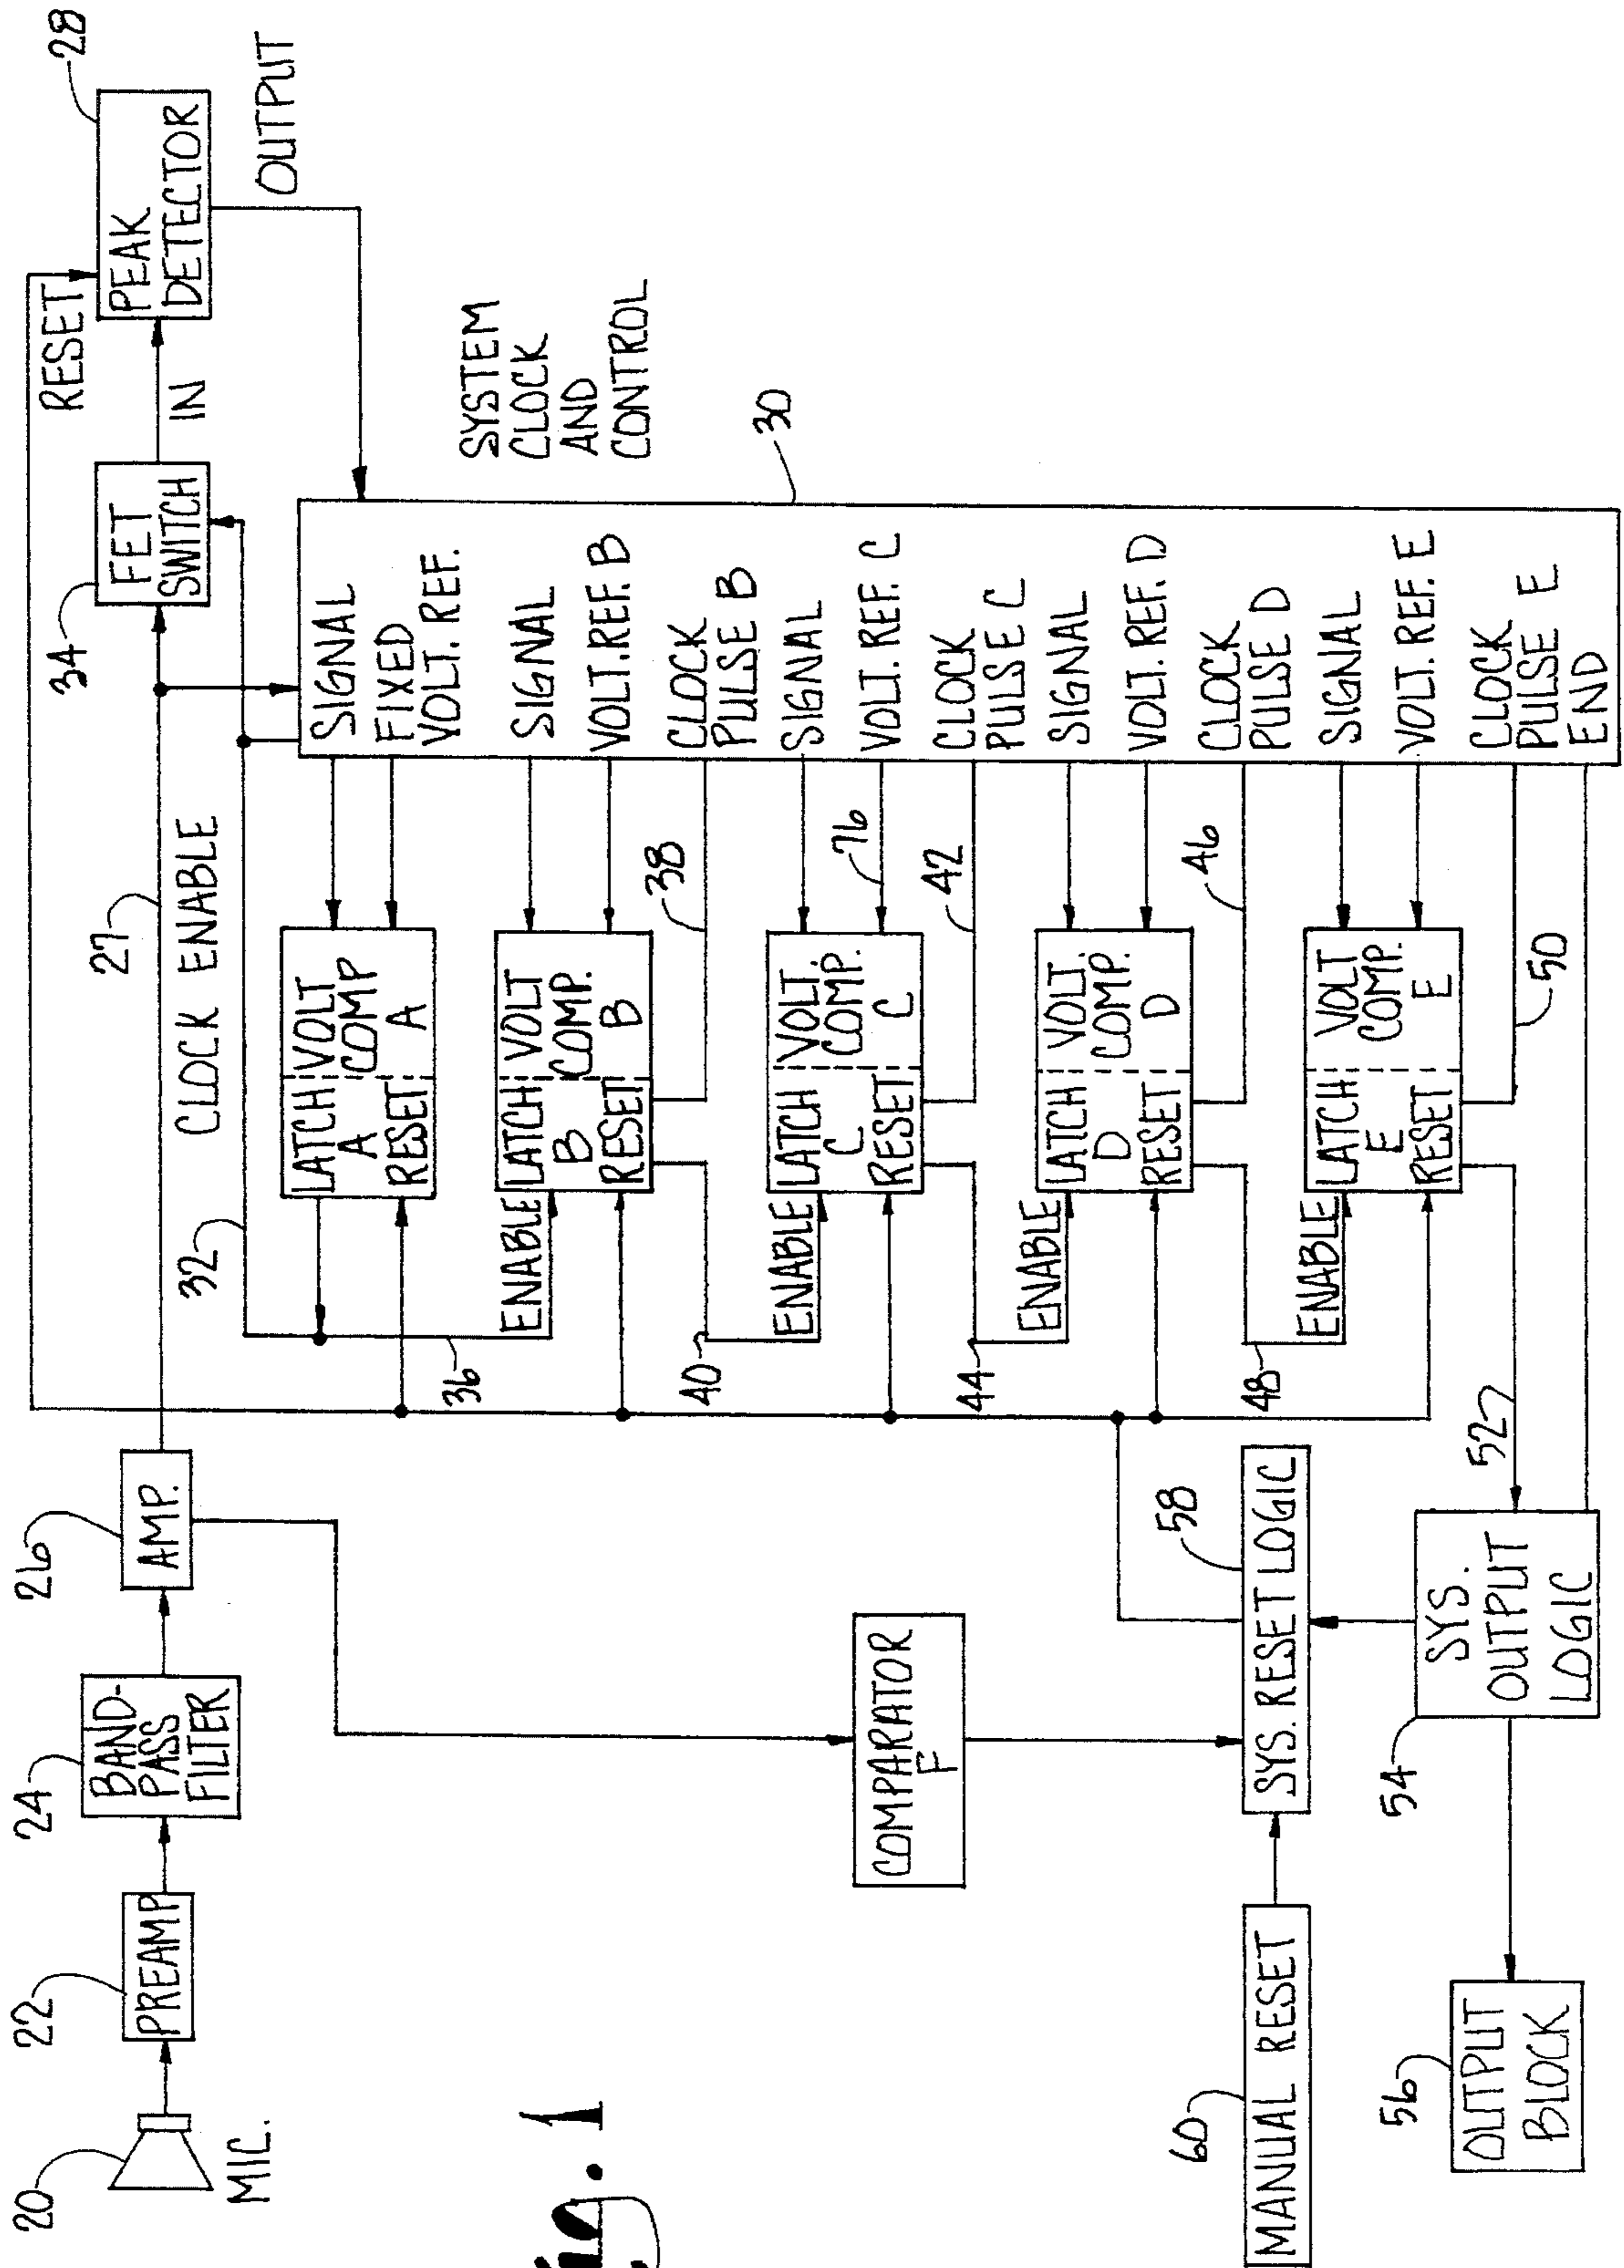 20
MIC.
22
PREAMP
24
BAND-
PASS
FILTER
26
AMP.
27
CLOCK ENABLE
32
34
FET
SWITCH
IN
RESET
PEAK
DETECTOR
28
OUTPUT
SYSTEM
CLOCK
AND
CONTROL
30
SIGNAL
FIXED
VOLT. REF.
SIGNAL
VOLT. REF. B
CLOCK
PULSE B
SIGNAL
VOLT. REF. C
CLOCK
PULSE C
SIGNAL
VOLT. REF. D
CLOCK
PULSE D
SIGNAL
VOLT. REF. E
CLOCK
PULSE E
END
LATCH
A
RESET
VOLT
COMP
A
36
ENABLE
LATCH
B
RESET
VOLT
COMP.
B
38
40
ENABLE
LATCH
C
RESET
VOLT.
COMP.
C
76
42
44
ENABLE
LATCH
D
RESET
VOLT.
COMP.
D
46
48
ENABLE
LATCH
E
RESET
VOLT
COMP.
E
50
52
COMPARATOR
F
58
SYS. RESET LOGIC
60
MANUAL RESET
54
SYS.
OUTPUT
LOGIC
56
OUTPUT
BLOCK
1